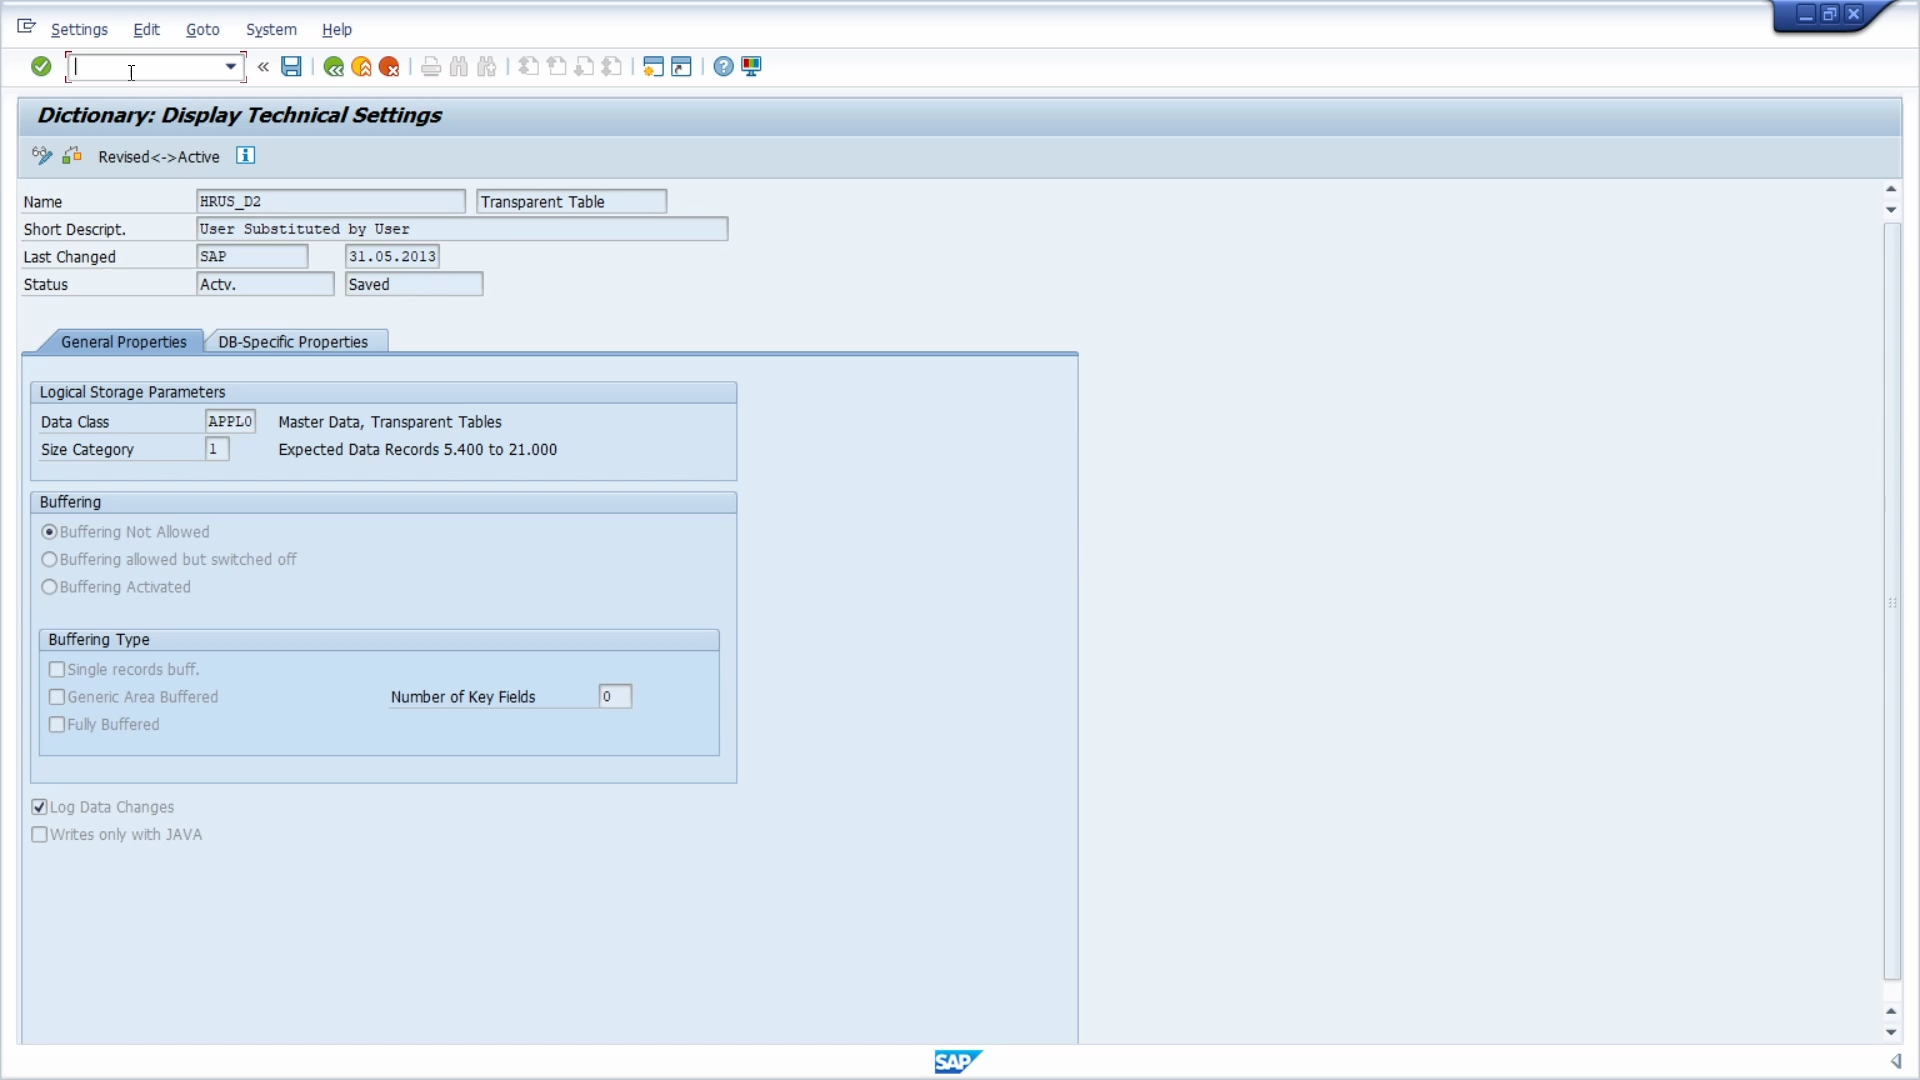 Settings Edit Goto System Help
Dictionary: Display Technical Settings
Revised<->Active
Name HRUS_D2 Transparent Table
Short Descript. User Substituted by User
Last Changed SAP 31.05.2013
Status Actv. Saved
General Properties DB-Specific Properties
Logical Storage Parameters
Data Class APPL0 Master Data, Transparent Tables
Size Category 1 Expected Data Records 5.400 to 21.000
Buffering
Buffering Not Allowed
Buffering allowed but switched off
Buffering Activated
Buffering Type
Single records buff.
Generic Area Buffered Number of Key Fields 0
Fully Buffered
Log Data Changes
Writes only with JAVA
SAP